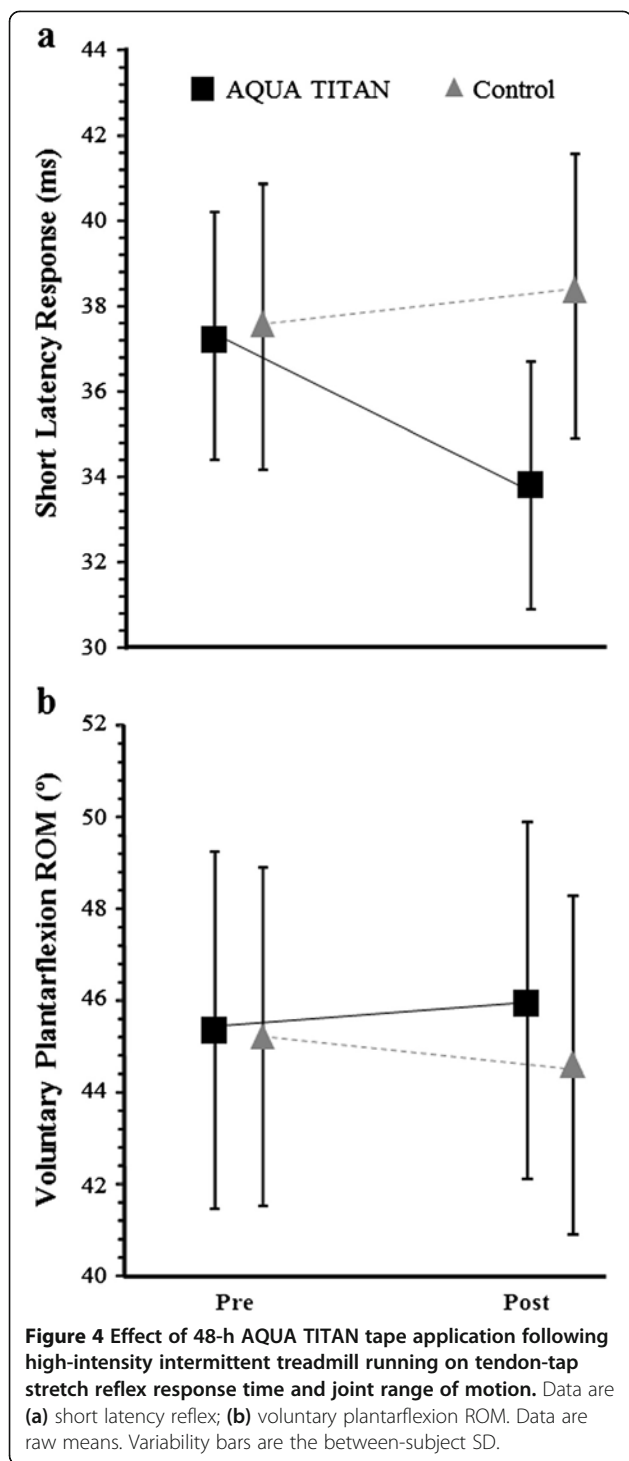 a
44
AQUA TITAN
Control
42
40
38
36
34
32
30
Short Latency Response (ms)
b
52
50
48
46
44
42
40
Voluntary Plantarflexion ROM (°)
Pre
Post
Figure 4 Effect of 48-h AQUA TITAN tape application following
high-intensity intermittent treadmill running on tendon-tap
stretch reflex response time and joint range of motion. Data are
(a) short latency reflex; (b) voluntary plantarflexion ROM. Data are
raw means. Variability bars are the between-subject SD.